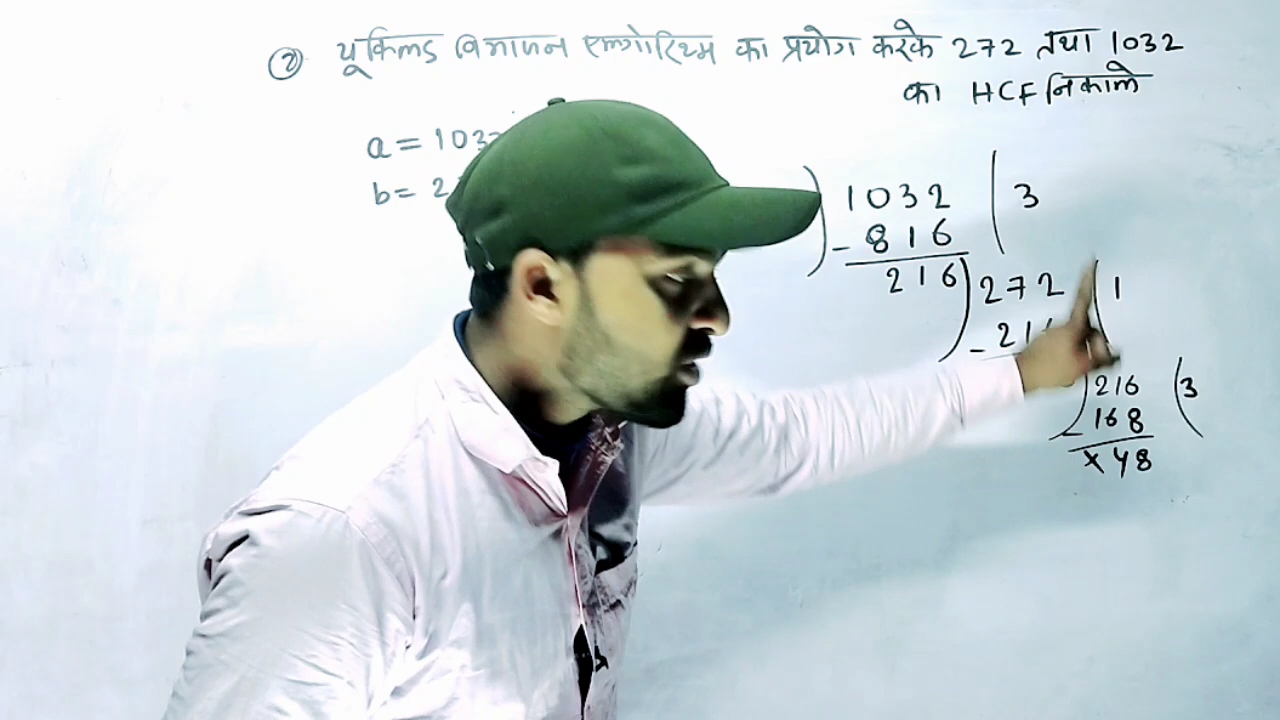 ② यूकिलड विभाजन एल्गोरिथ्म का प्रयोग करके 272 तथा 1032
का HCF निकाले
a = 103
b = 2
) 1032 ( 3
- 816
216 ) 272 ( 1
- 21
) 216 ( 3
- 168
x 48